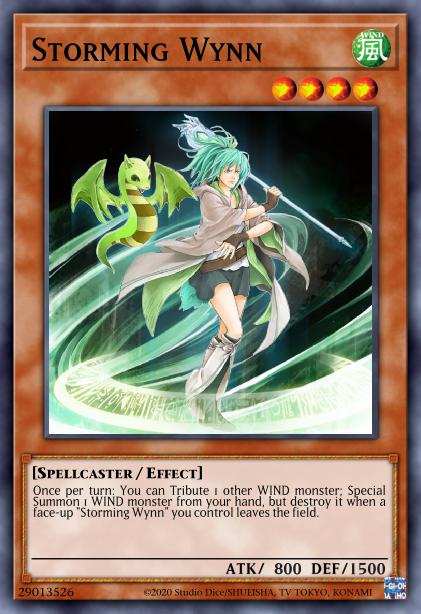 Storming Wynn
WIND
風
[Spellcaster / Effect]
Once per turn: You can Tribute 1 other WIND monster; Special
Summon 1 WIND monster from your hand, but destroy it when a
face-up "Storming Wynn" you control leaves the field.
ATK/ 800 DEF/1500
29013526
©2020 Studio Dice/SHUEISHA, TV TOKYO, KONAMI